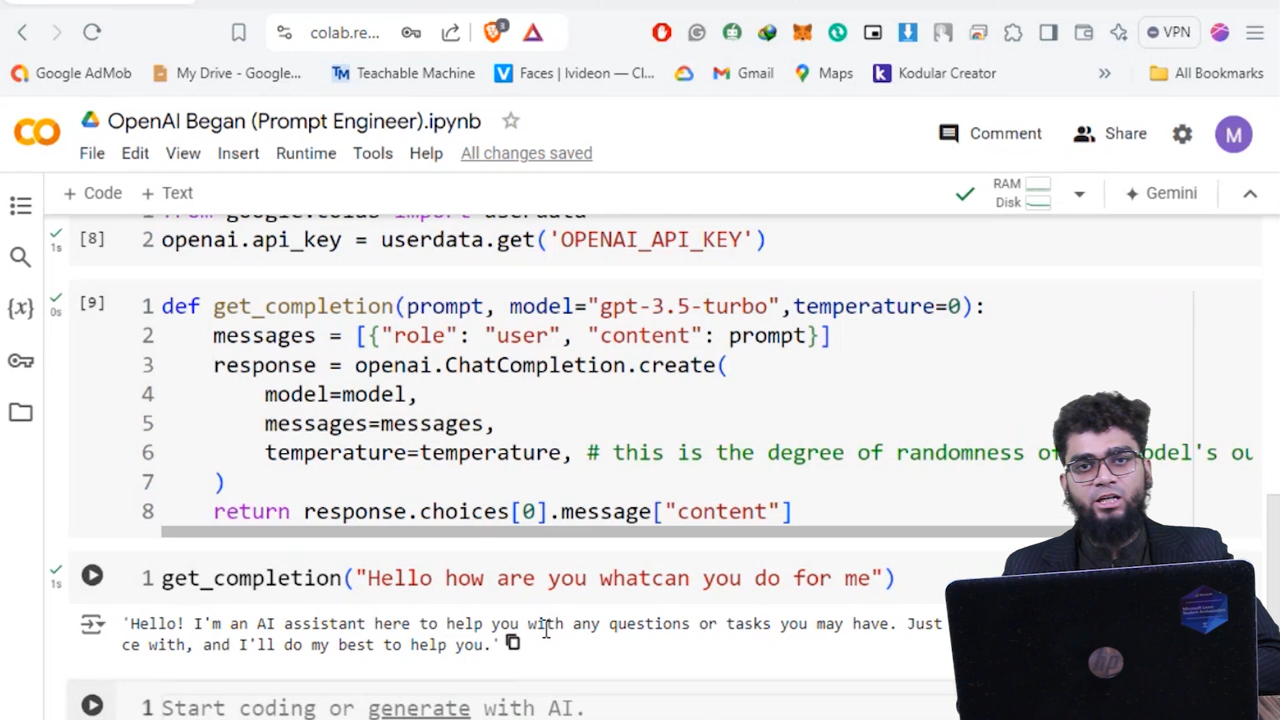 colab.re...
VPN
Google AdMob
My Drive - Google...
Teachable Machine
Faces | Ivideon — Cl...
Gmail
Maps
Kodular Creator
»
All Bookmarks
OpenAI Began (Prompt Engineer).ipynb
Comment
Share
M
File Edit View Insert Runtime Tools Help All changes saved
+ Code + Text
RAM
Disk
Gemini
1s
[8]
2 openai.api_key = userdata.get('OPENAI_API_KEY')
0s
[9]
1 def get_completion(prompt, model="gpt-3.5-turbo",temperature=0):
2 messages = [{"role": "user", "content": prompt}]
3 response = openai.ChatCompletion.create(
4 model=model,
5 messages=messages,
6 temperature=temperature, # this is the degree of randomness of
7 )
8 return response.choices[0].message["content"]
1s
1 get_completion("Hello how are you whatcan you do for me")
'Hello! I'm an AI assistant here to help you with any questions or tasks you may have. Just
ce with, and I'll do my best to help you.'
1 Start coding or generate with AI.
hp